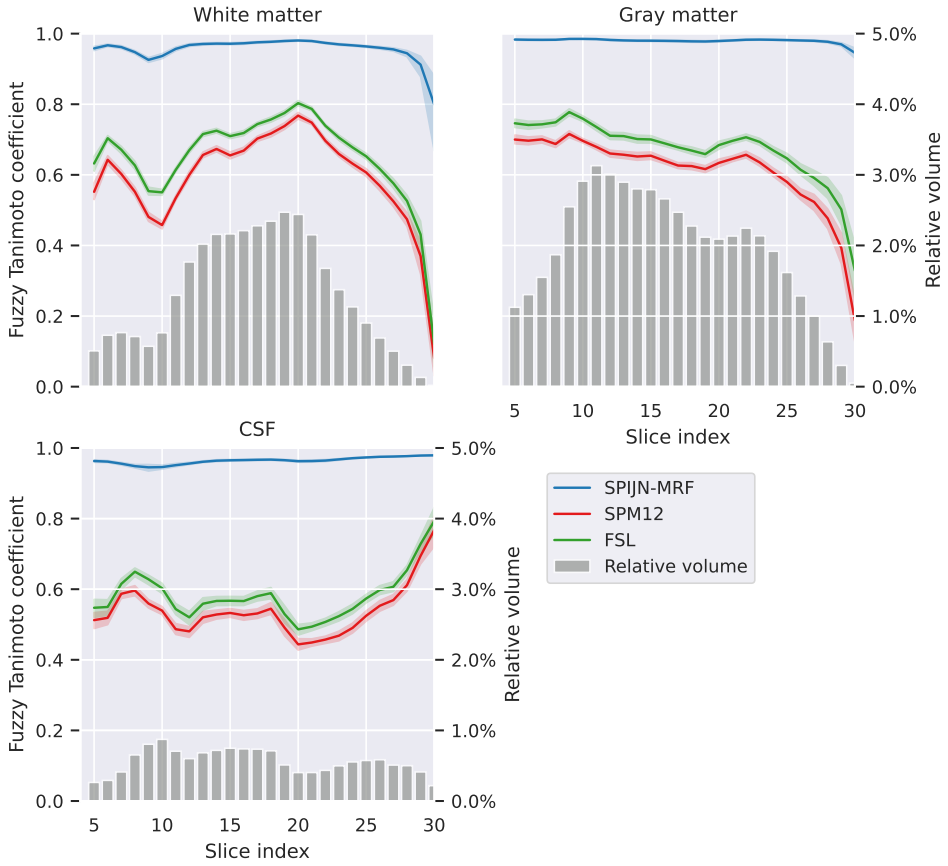 White matter
Gray matter
Fuzzy Tanimoto coefficient
1.0
0.8
0.6
0.4
0.2
0.0
5.0%
4.0%
3.0%
2.0%
1.0%
0.0%
Relative volume
5 10 15 20 25 30
Slice index
CSF
Fuzzy Tanimoto coefficient
1.0
0.8
0.6
0.4
0.2
0.0
5.0%
4.0%
3.0%
2.0%
1.0%
0.0%
Relative volume
5 10 15 20 25 30
Slice index
SPIJN-MRF
SPM12
FSL
Relative volume